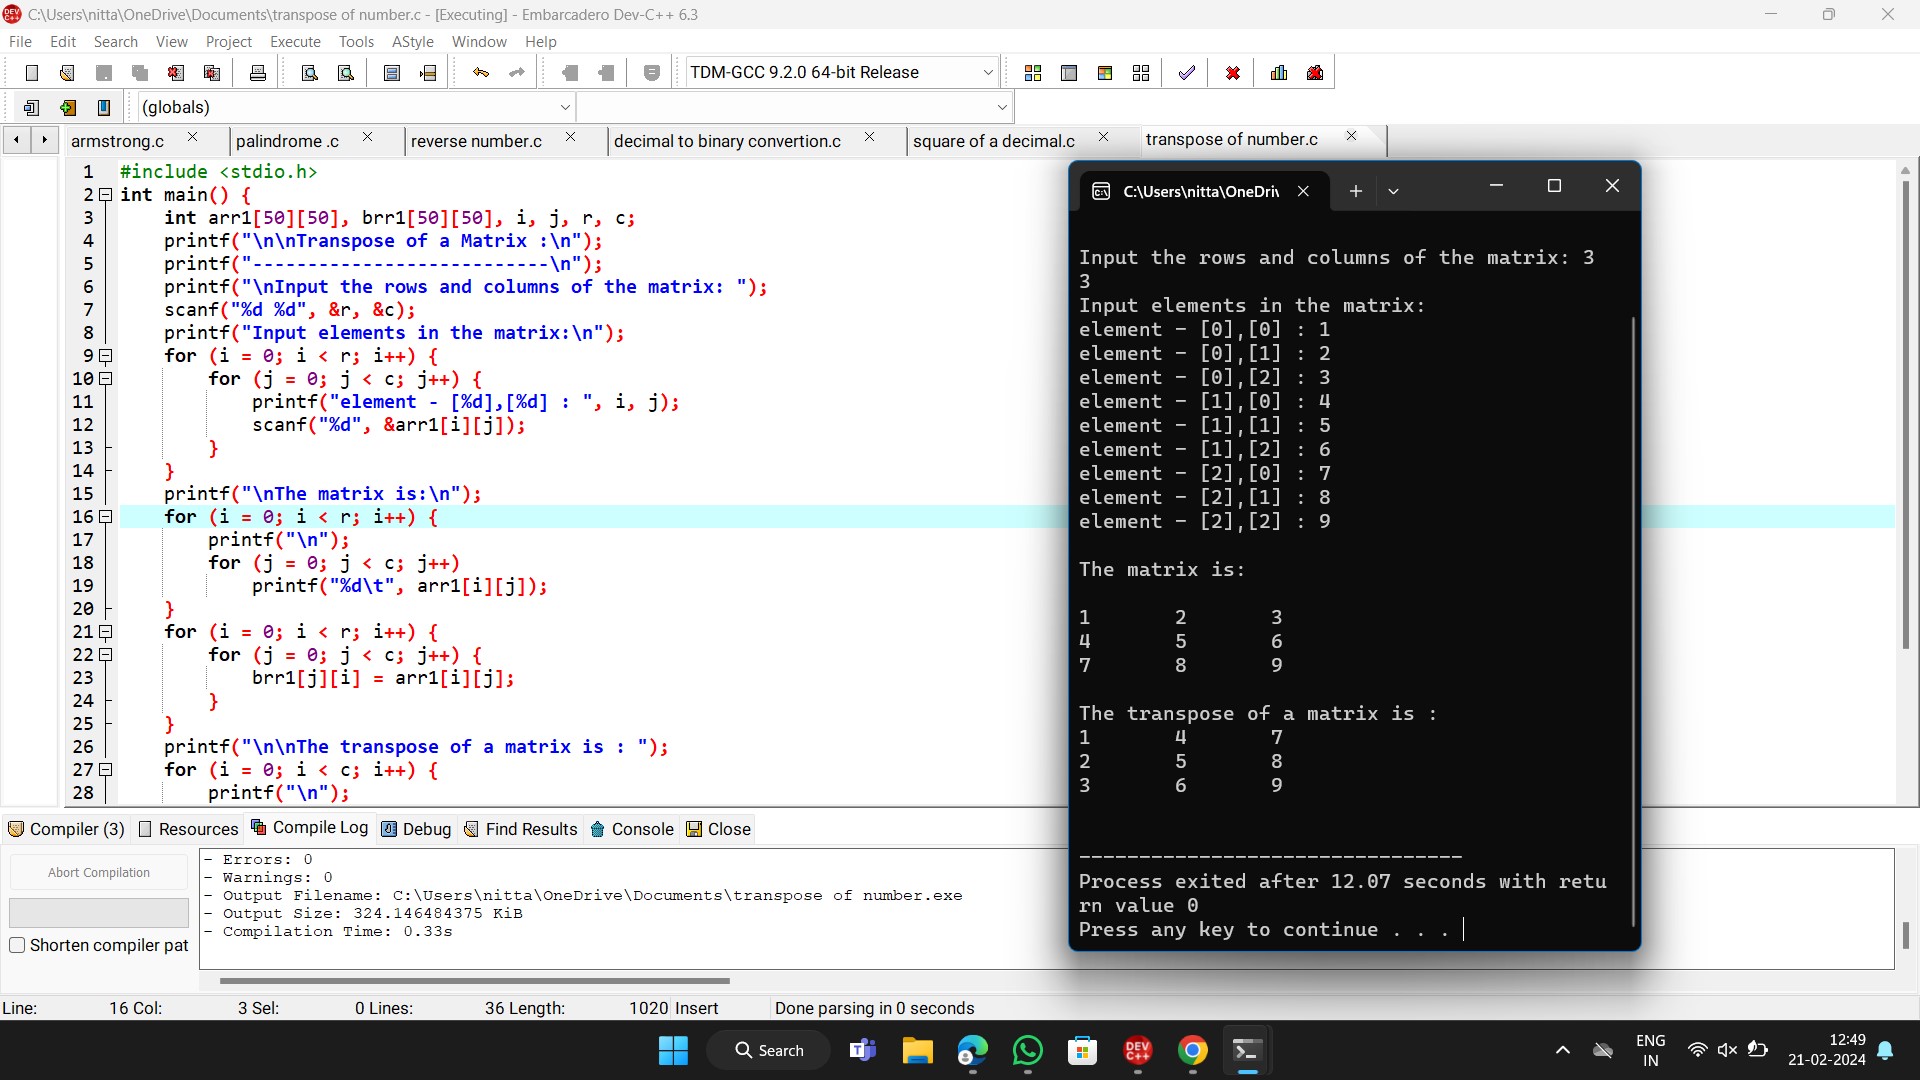 C:\Users\nitta\OneDrive\Documents\transpose of number.c - [Executing] - Embarcadero Dev-C++ 6.3
File Edit Search View Project Execute Tools AStyle Window Help
TDM-GCC 9.2.0 64-bit Release
(globals)
armstrong.c palindrome .c reverse number.c decimal to binary convertion.c square of a decimal.c transpose of number.c
1 #include <stdio.h>
2 int main() {
3 int arr1[50][50], brr1[50][50], i, j, r, c;
4 printf("\n\nTranspose of a Matrix :\n");
5 printf("---------------------------\n");
6 printf("\nInput the rows and columns of the matrix: ");
7 scanf("%d %d", &r, &c);
8 printf("Input elements in the matrix:\n");
9 for (i = 0; i < r; i++) {
10 for (j = 0; j < c; j++) {
11 printf("element - [%d],[%d] : ", i, j);
12 scanf("%d", &arr1[i][j]);
13 }
14 }
15 printf("\nThe matrix is:\n");
16 for (i = 0; i < r; i++) {
17 printf("\n");
18 for (j = 0; j < c; j++)
19 printf("%d\t", arr1[i][j]);
20 }
21 for (i = 0; i < r; i++) {
22 for (j = 0; j < c; j++) {
23 brr1[j][i] = arr1[i][j];
24 }
25 }
26 printf("\n\nThe transpose of a matrix is : ");
27 for (i = 0; i < c; i++) {
28 printf("\n");
C:\Users\nitta\OneDri
Input the rows and columns of the matrix: 3
3
Input elements in the matrix:
element - [0],[0] : 1
element - [0],[1] : 2
element - [0],[2] : 3
element - [1],[0] : 4
element - [1],[1] : 5
element - [1],[2] : 6
element - [2],[0] : 7
element - [2],[1] : 8
element - [2],[2] : 9
The matrix is:
1 2 3
4 5 6
7 8 9
The transpose of a matrix is :
1 4 7
2 5 8
3 6 9
--------------------------------
Process exited after 12.07 seconds with retu
rn value 0
Press any key to continue . . .
Compiler (3) Resources Compile Log Debug Find Results Console Close
Abort Compilation
Shorten compiler pat
- Errors: 0
- Warnings: 0
- Output Filename: C:\Users\nitta\OneDrive\Documents\transpose of number.exe
- Output Size: 324.146484375 KiB
- Compilation Time: 0.33s
Line: 16 Col: 3 Sel: 0 Lines: 36 Length: 1020 Insert Done parsing in 0 seconds
Search
DEV C++
ENG
IN
12:49
21-02-2024